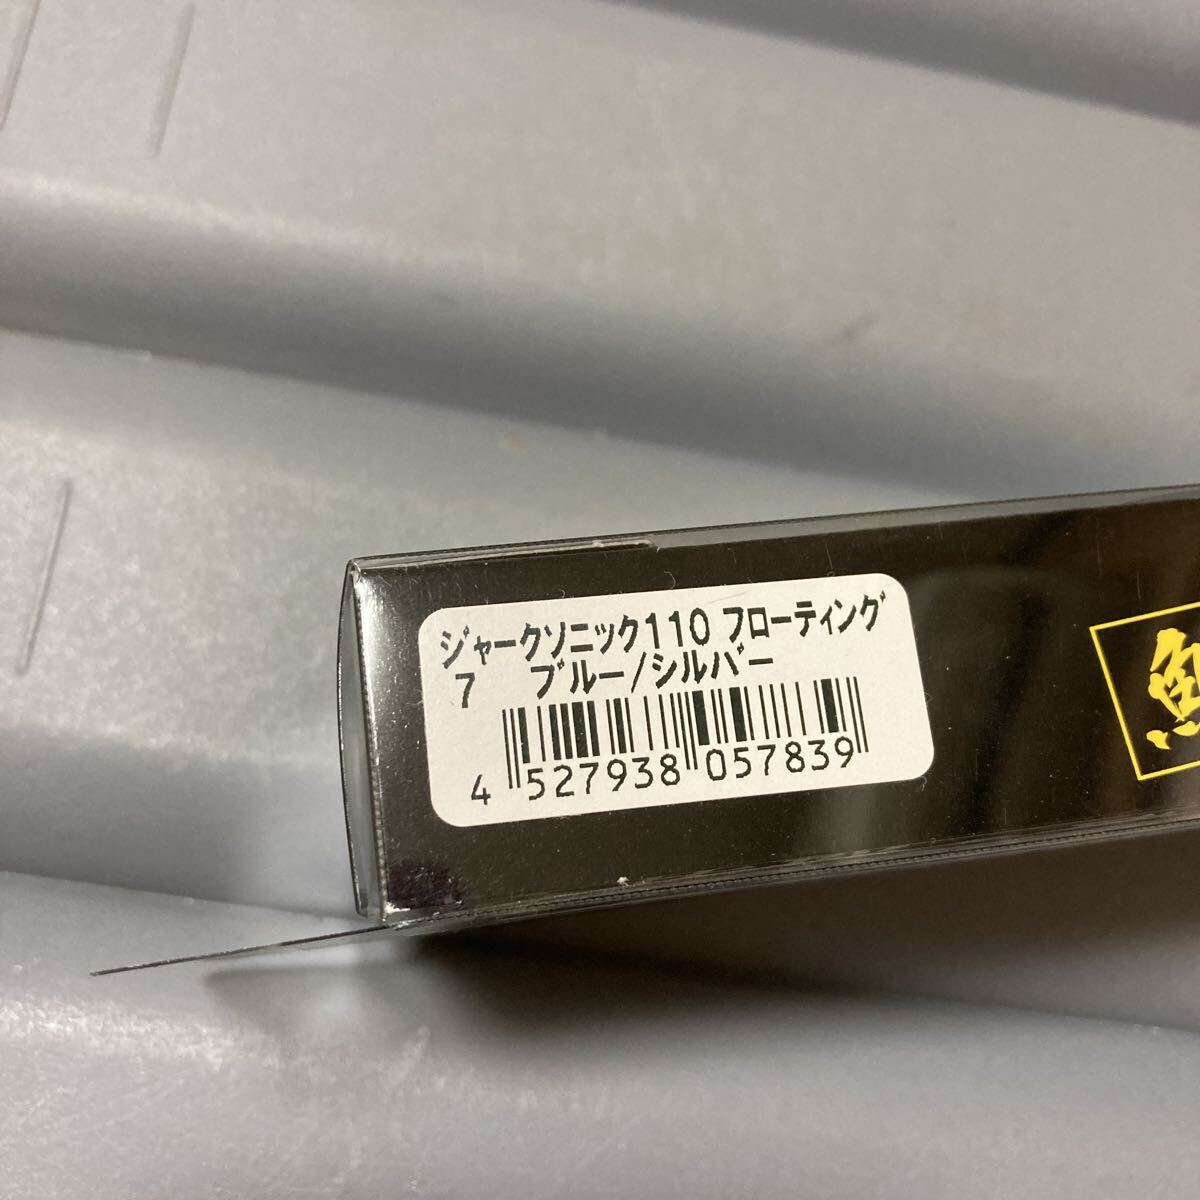 ｼﾞｬｰｸｿﾆｯｸ110 ﾌﾛｰﾃｨﾝｸﾞ
7 ﾌﾞﾙｰ/ｼﾙﾊﾞｰ
4 527938 057839